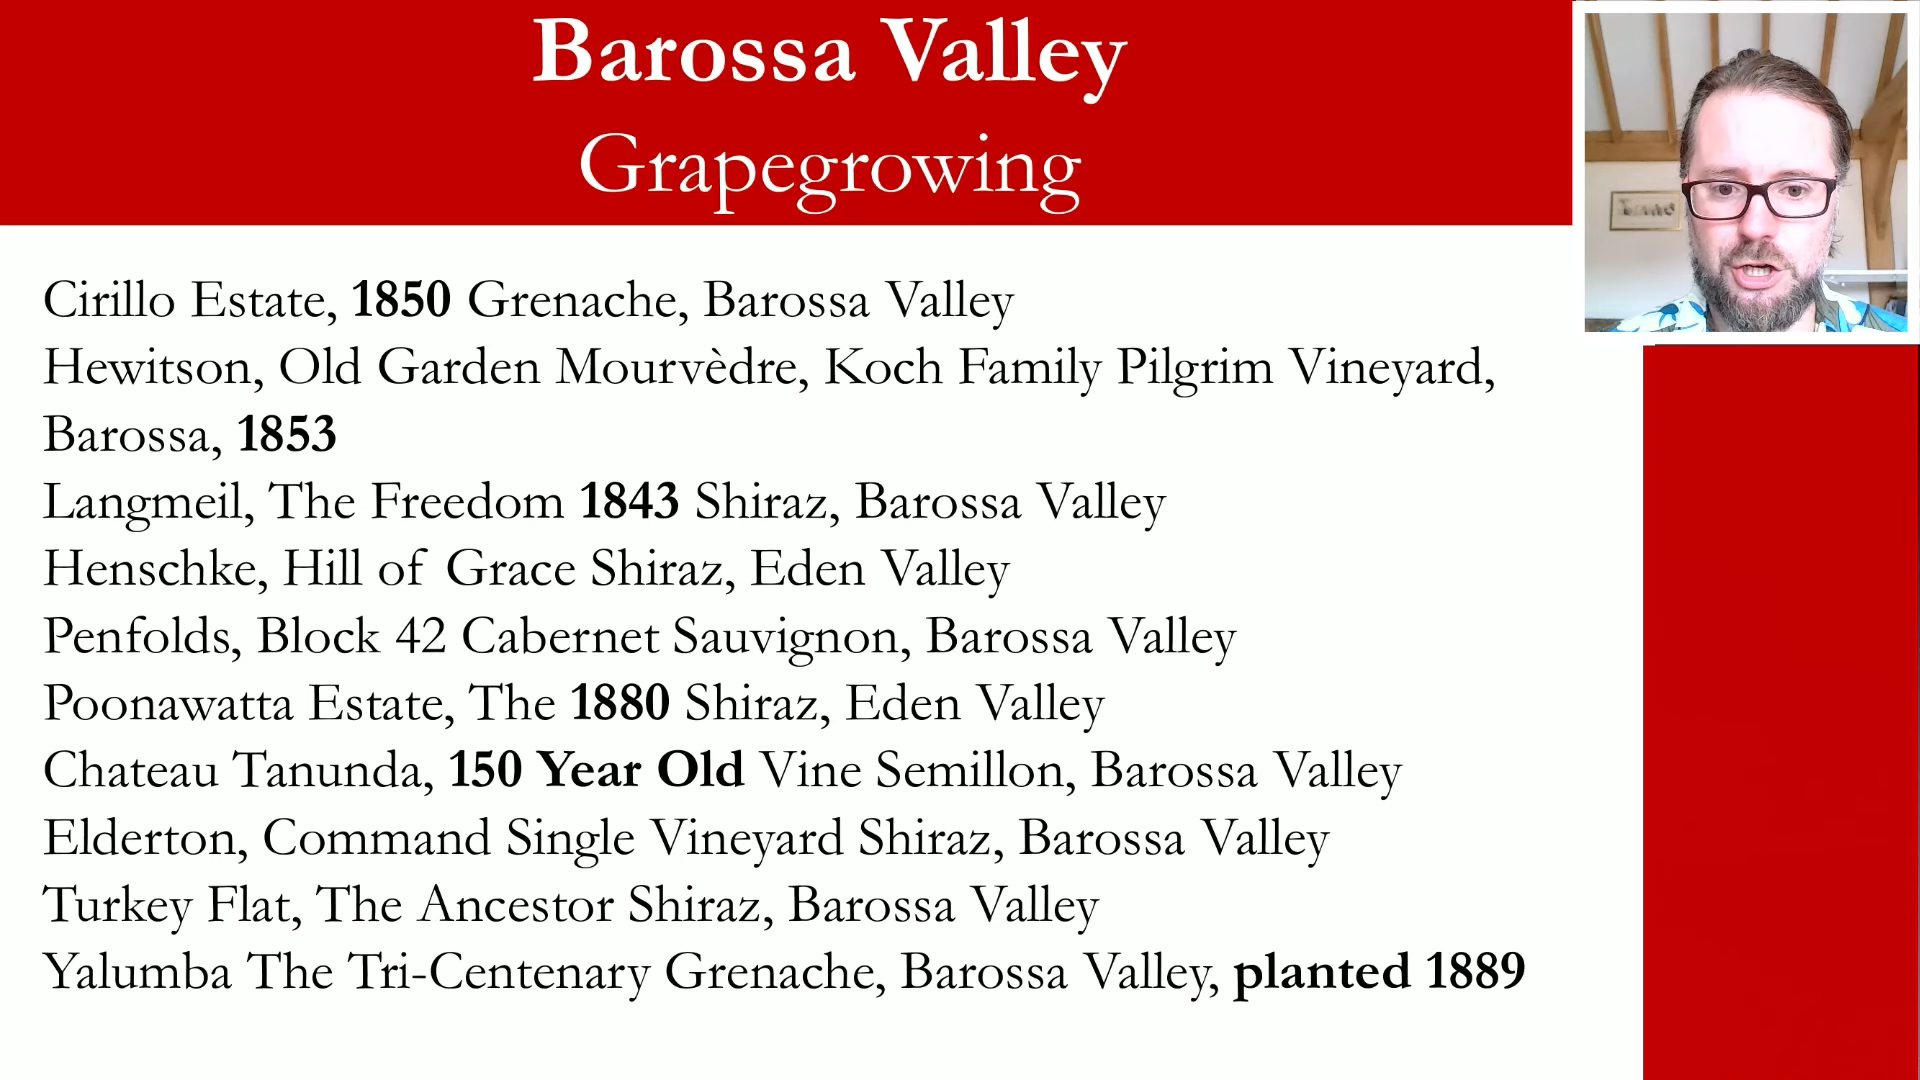 Barossa Valley
Grapegrowing
Cirillo Estate, 1850 Grenache, Barossa Valley
Hewitson, Old Garden Mourvèdre, Koch Family Pilgrim Vineyard,
Barossa, 1853
Langmeil, The Freedom 1843 Shiraz, Barossa Valley
Henschke, Hill of Grace Shiraz, Eden Valley
Penfolds, Block 42 Cabernet Sauvignon, Barossa Valley
Poonawatta Estate, The 1880 Shiraz, Eden Valley
Chateau Tanunda, 150 Year Old Vine Semillon, Barossa Valley
Elderton, Command Single Vineyard Shiraz, Barossa Valley
Turkey Flat, The Ancestor Shiraz, Barossa Valley
Yalumba The Tri-Centenary Grenache, Barossa Valley, planted 1889